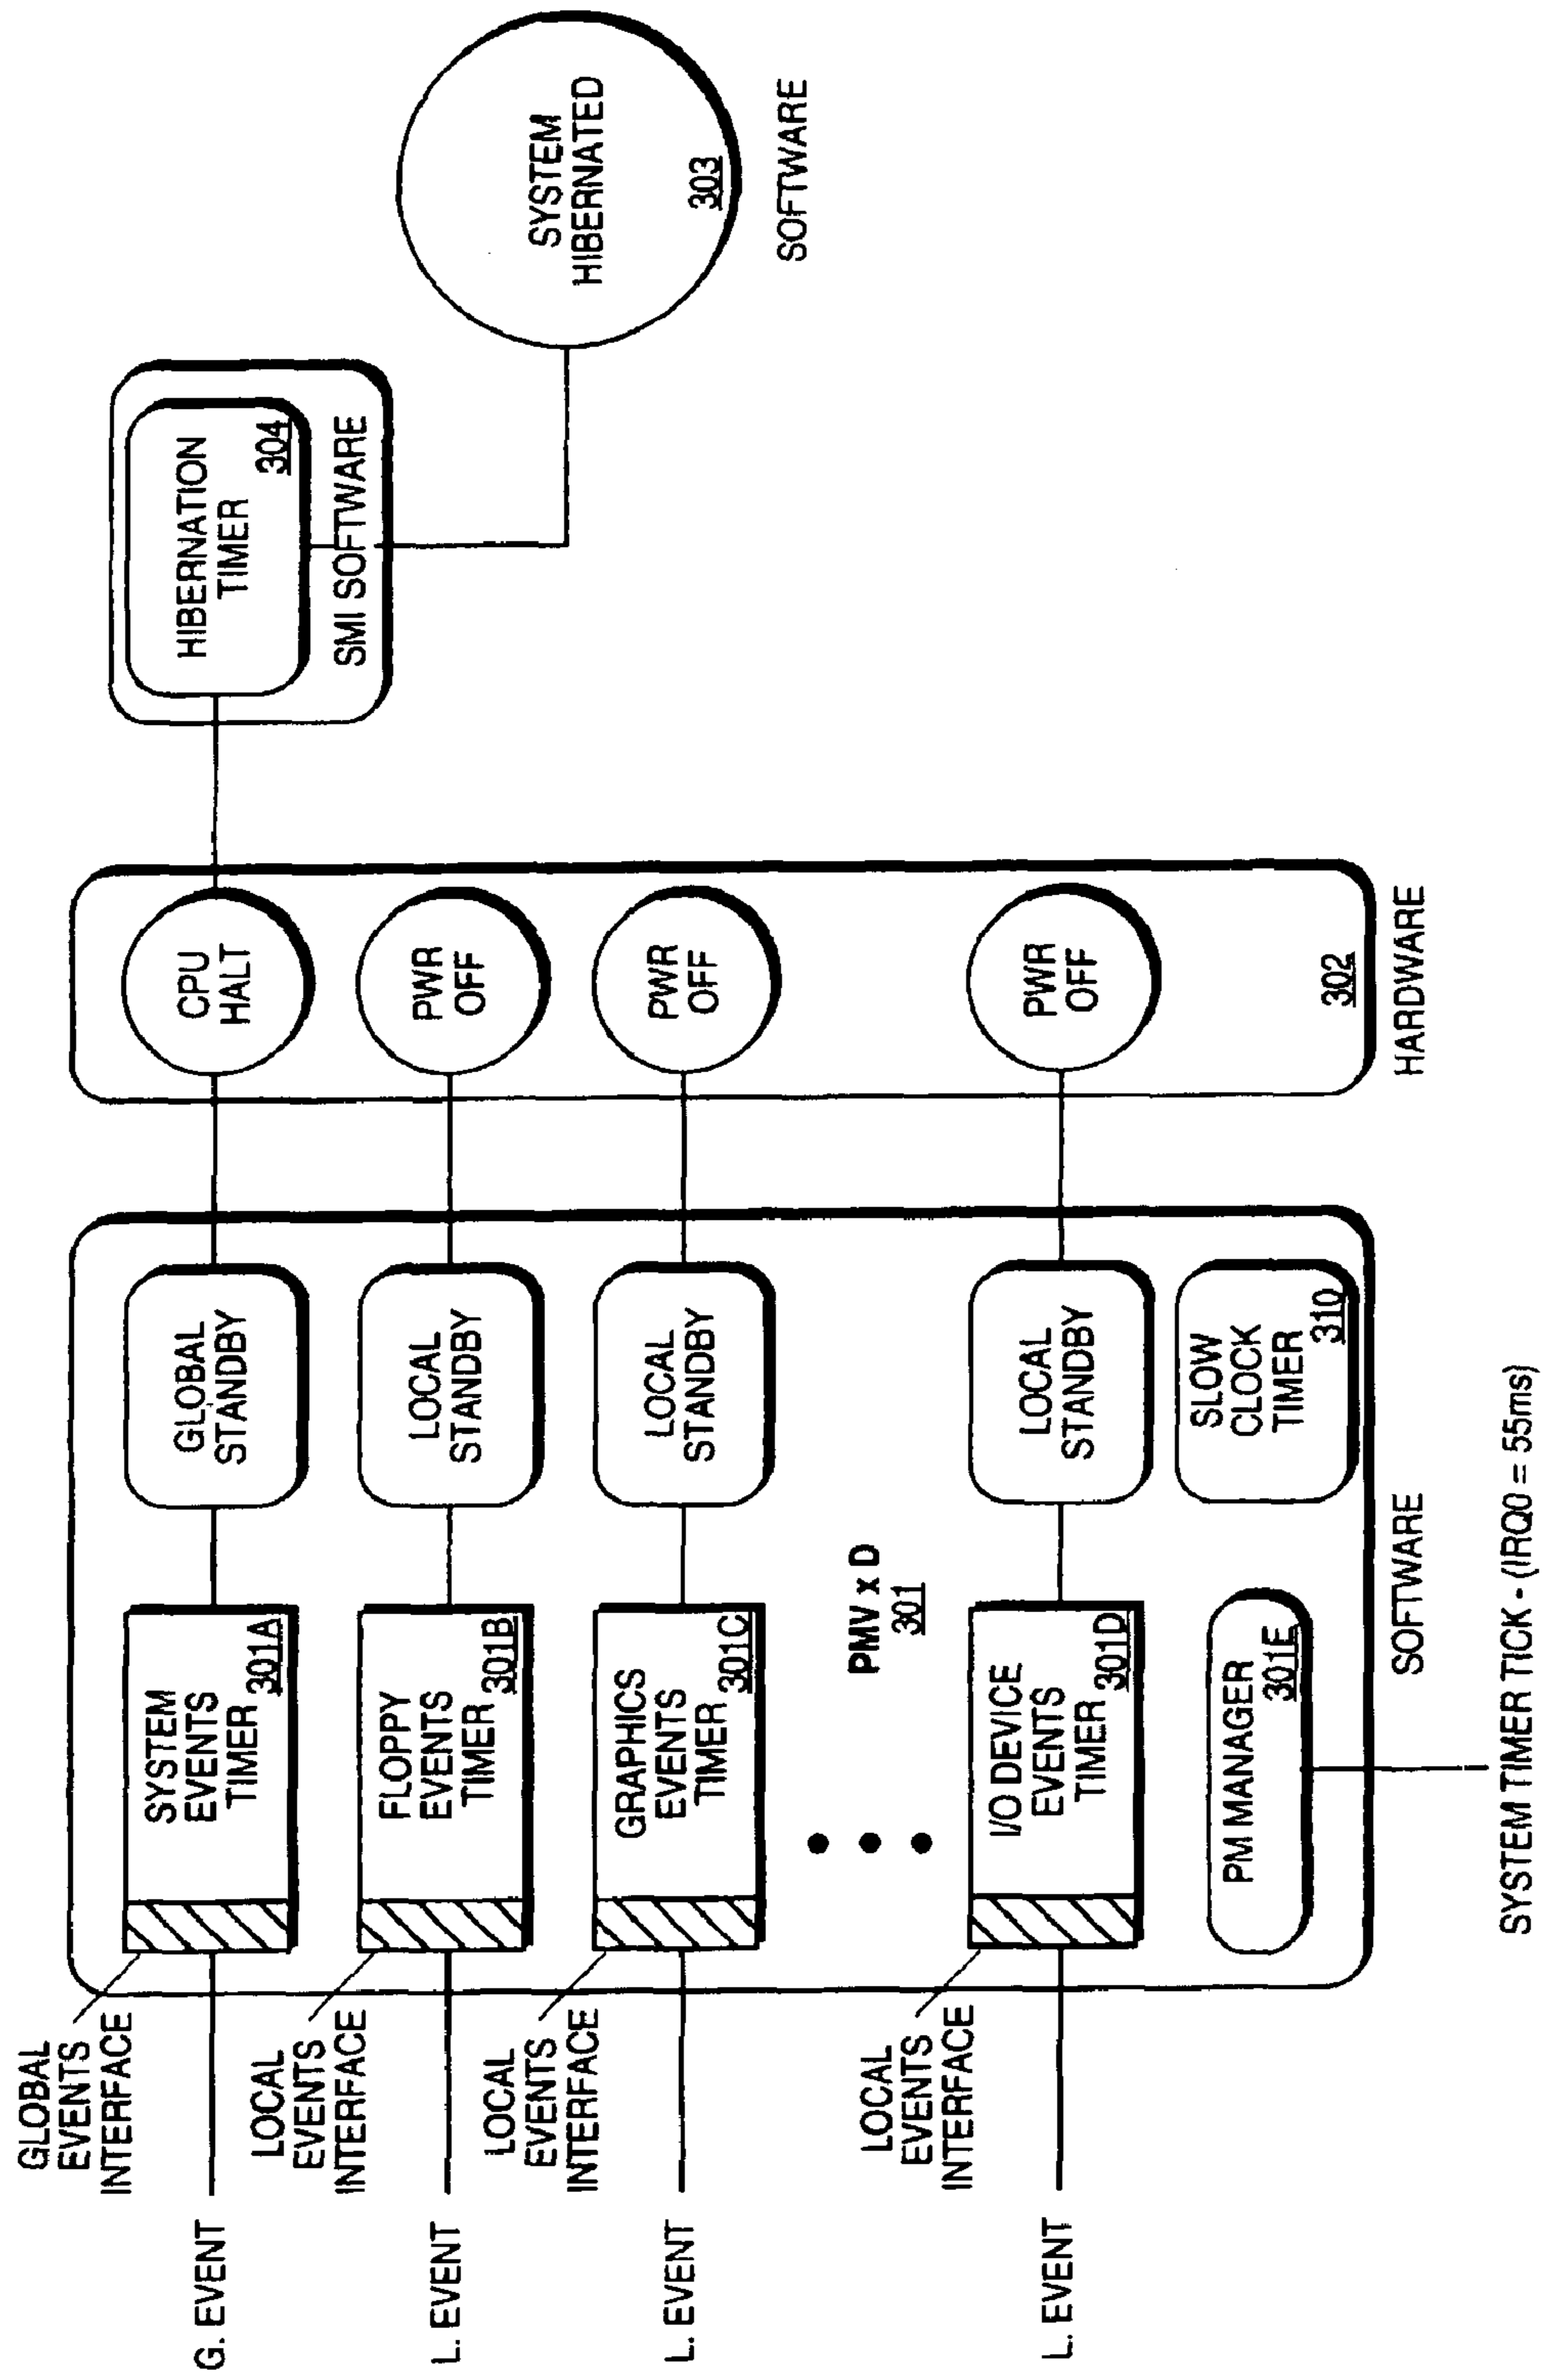 G. EVENT
GLOBAL
EVENTS
INTERFACE
SYSTEM
EVENTS
TIMER
301A
GLOBAL
STANDBY
CPU
HALT
HIBERNATION
TIMER
304
SMI SOFTWARE
SYSTEM
HIBERNATED
303
SOFTWARE
L. EVENT
LOCAL
EVENTS
INTERFACE
FLOPPY
EVENTS
TIMER
301B
LOCAL
STANDBY
PWR
OFF
L. EVENT
LOCAL
EVENTS
INTERFACE
GRAPHICS
EVENTS
TIMER
301C
LOCAL
STANDBY
PWR
OFF
PMV x D
301
L. EVENT
LOCAL
EVENTS
INTERFACE
I/O DEVICE
EVENTS
TIMER
301D
LOCAL
STANDBY
PWR
OFF
PM MANAGER
301E
SLOW
CLOCK
TIMER
310
302
SOFTWARE
HARDWARE
SYSTEM TIMER TICK - (IRQ0 = 55ms)